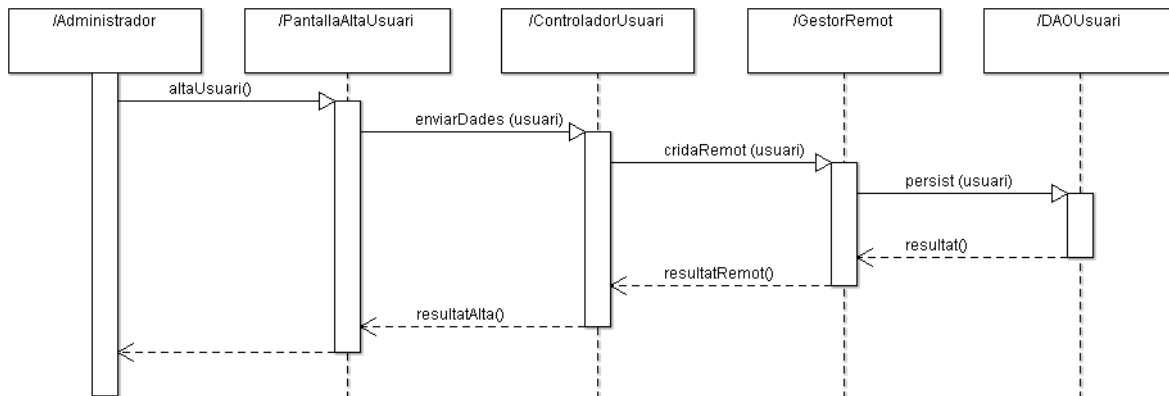 /Administrador
/PantallaAltaUsuari
/ControladorUsuari
/GestorRemot
/DAOUsuari
altaUsuari()
enviarDades (usuari)
cridaRemot (usuari)
persist (usuari)
resultat()
resultatRemot()
resultatAlta()